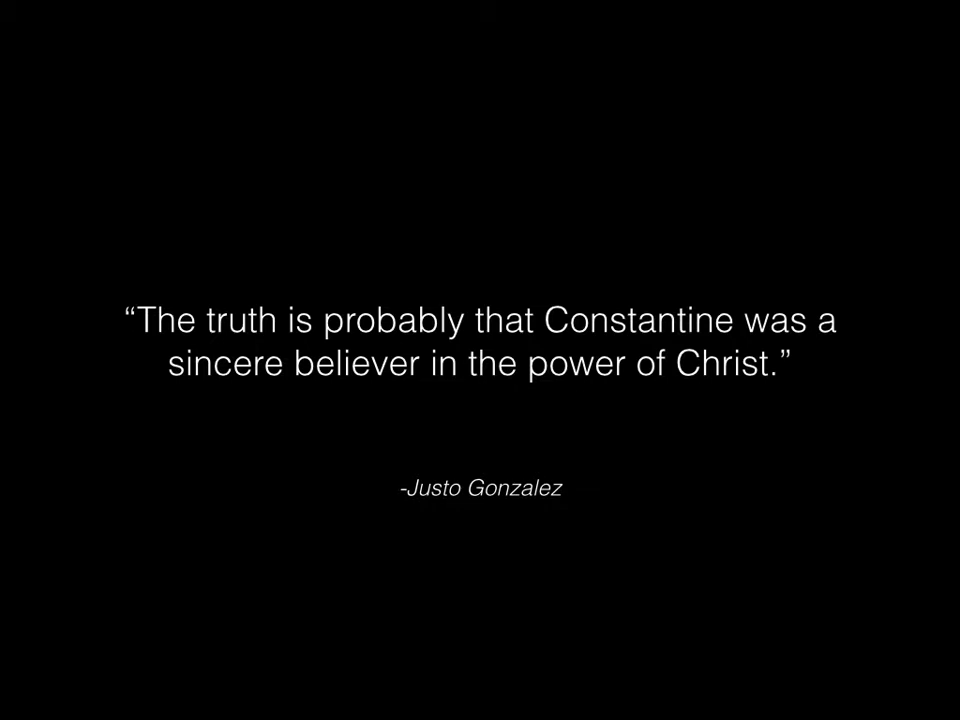 “The truth is probably that Constantine was a
sincere believer in the power of Christ.”
-Justo Gonzalez